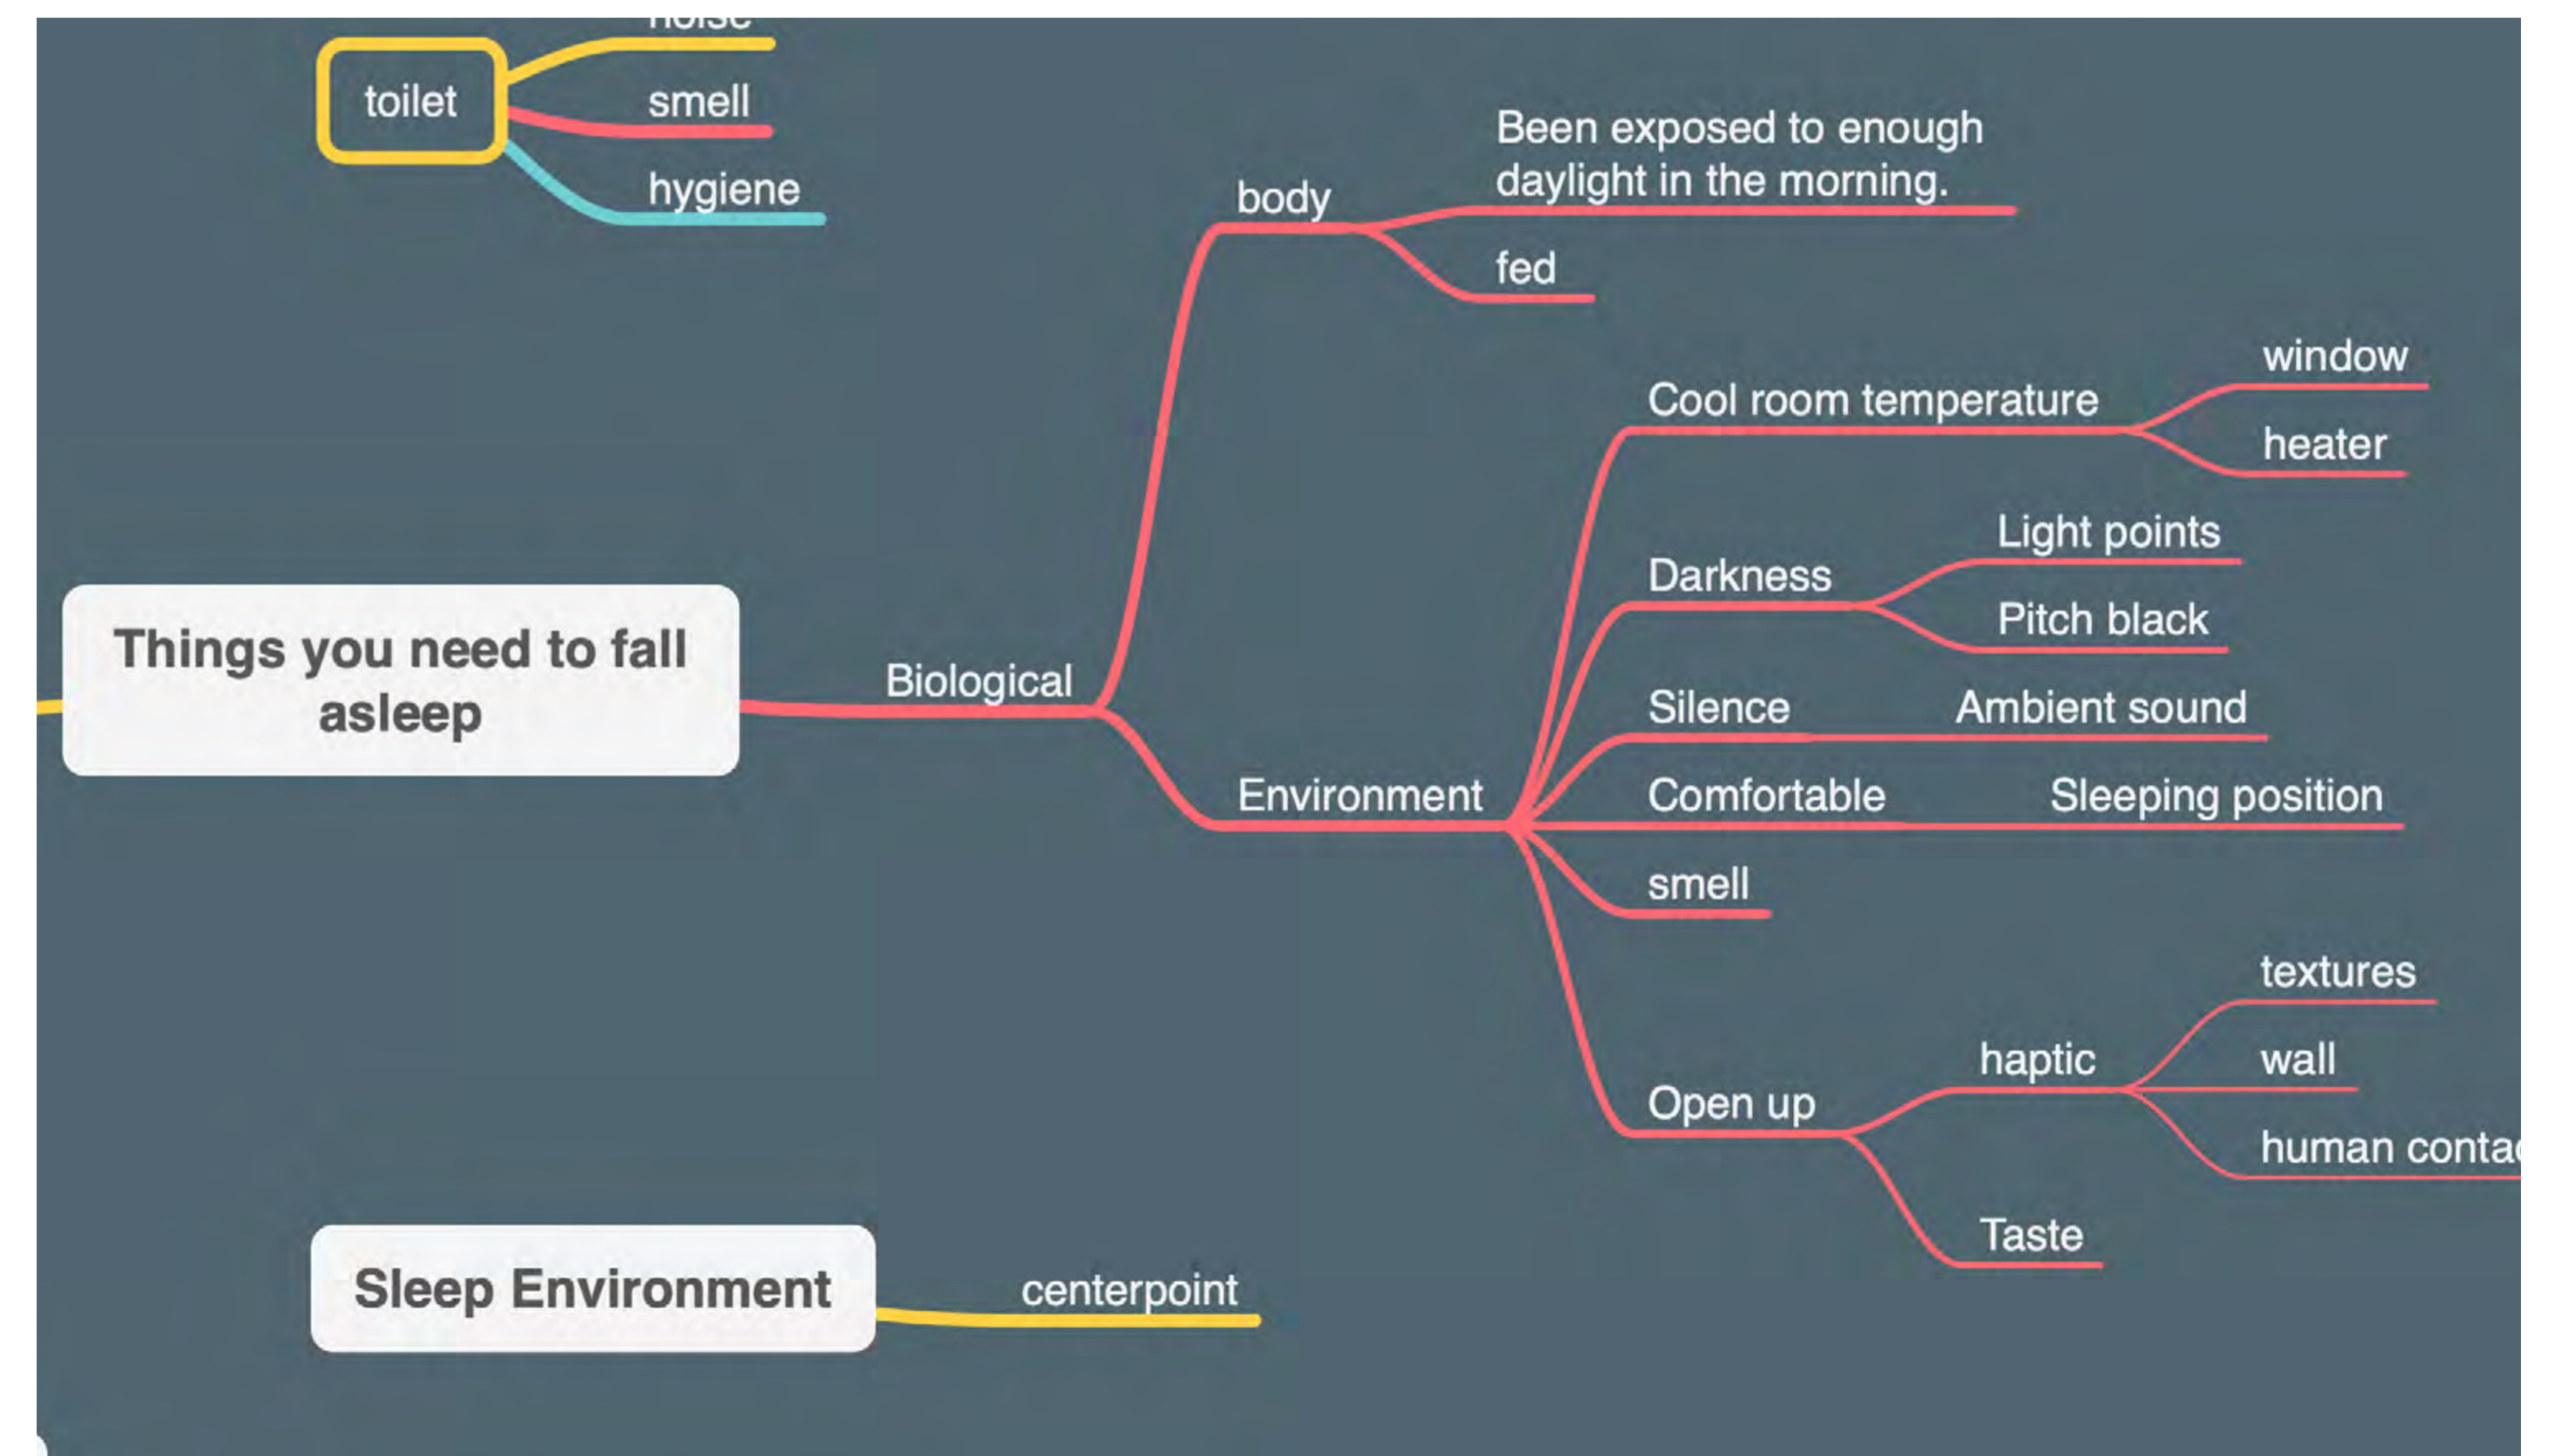 noise
toilet
smell
hygiene
Been exposed to enough
daylight in the morning.
body
fed
window
Cool room temperature
heater
Light points
Darkness
Pitch black
Things you need to fall
asleep
Biological
Silence
Ambient sound
Environment
Comfortable
Sleeping position
smell
textures
haptic
wall
Open up
human contac
Taste
Sleep Environment
centerpoint